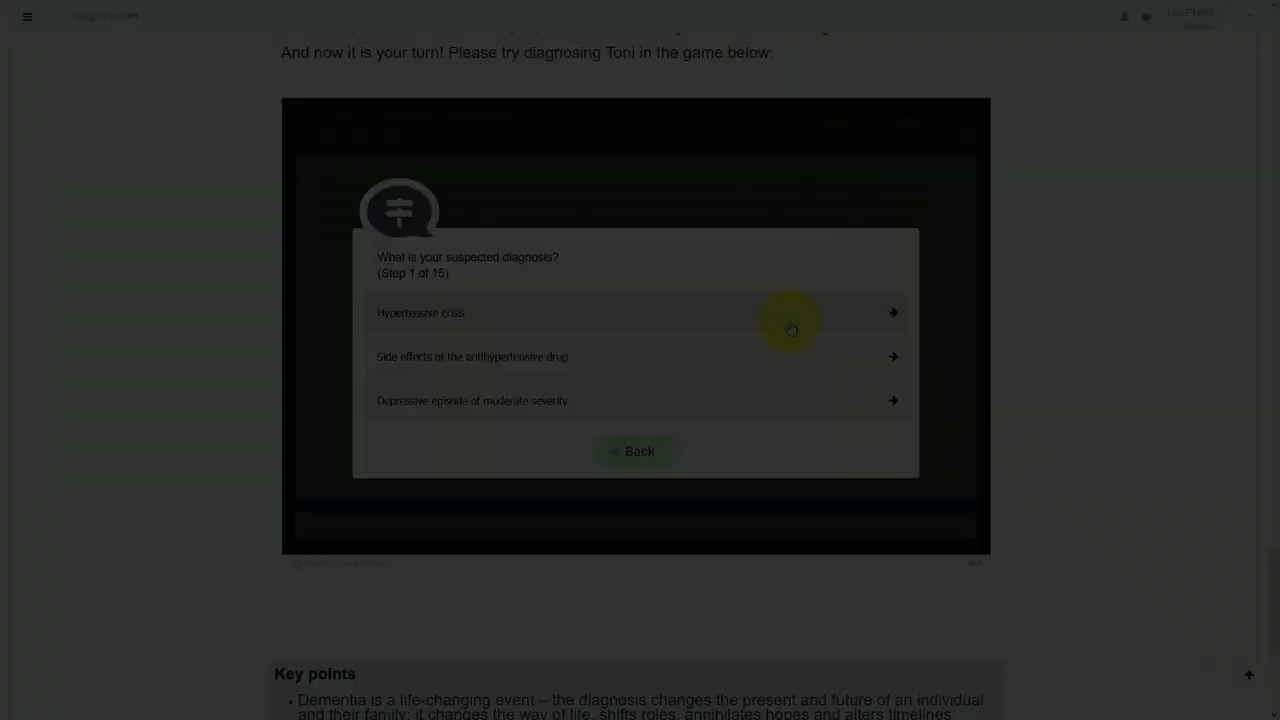 And now it is your turn! Please try diagnosing Toni in the game below:
What is your suspected diagnosis?
(Step 1 of 15)
Hypertensive crisis
Side effects of the antihypertensive drug
Depressive episode of moderate severity
Back
Key points
• Dementia is a life-changing event – the diagnosis changes the present and future of an individual
and their family: it changes the way of life, shifts roles, annihilates hopes and alters timelines